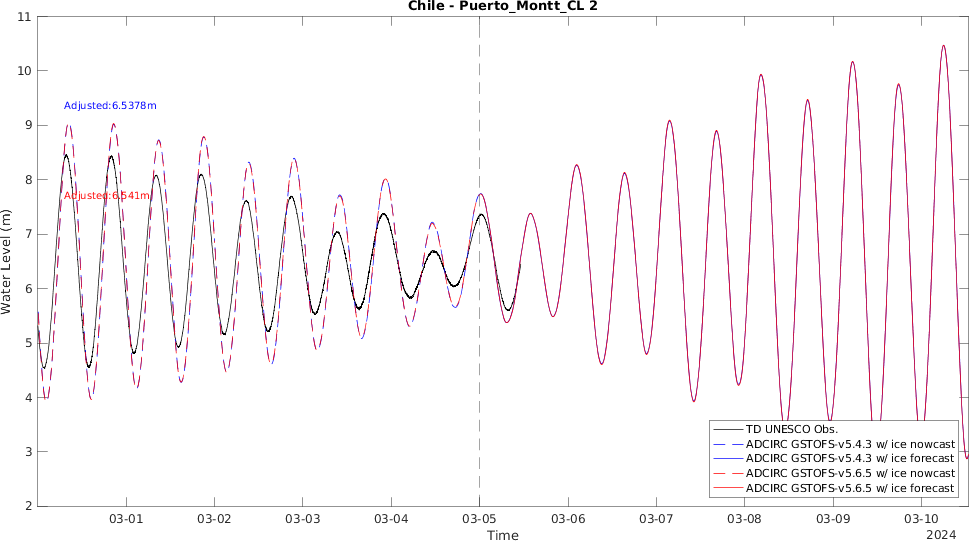 Chile - Puerto_Montt_CL 2
11
10
9
8
7
6
5
4
3
2
Water Level (m)
Adjusted:6.5378m
Adjusted:6.541m
TD UNESCO Obs.
ADCIRC GSTOFS-v5.4.3 w/ ice nowcast
ADCIRC GSTOFS-v5.4.3 w/ ice forecast
ADCIRC GSTOFS-v5.6.5 w/ ice nowcast
ADCIRC GSTOFS-v5.6.5 w/ ice forecast
03-01 03-02 03-03 03-04 03-05 03-06 03-07 03-08 03-09 03-10
Time
2024